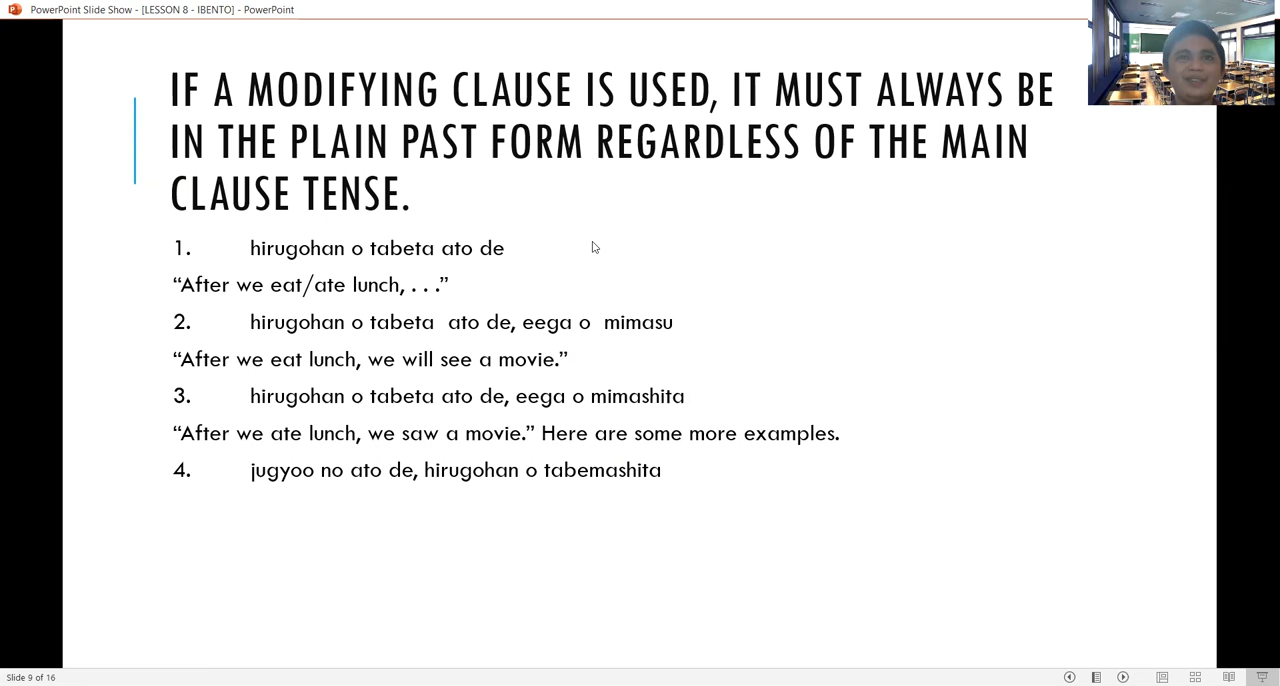 PowerPoint Slide Show - [LESSON 8 - IBENTO] - PowerPoint
IF A MODIFYING CLAUSE IS USED, IT MUST ALWAYS BE
IN THE PLAIN PAST FORM REGARDLESS OF THE MAIN
CLAUSE TENSE.
1. hirugohan o tabeta ato de
“After we eat/ate lunch, . . .”
2. hirugohan o tabeta ato de, eega o mimasu
“After we eat lunch, we will see a movie.”
3. hirugohan o tabeta ato de, eega o mimashita
“After we ate lunch, we saw a movie.” Here are some more examples.
4. jugyoo no ato de, hirugohan o tabemashita
Slide 9 of 16